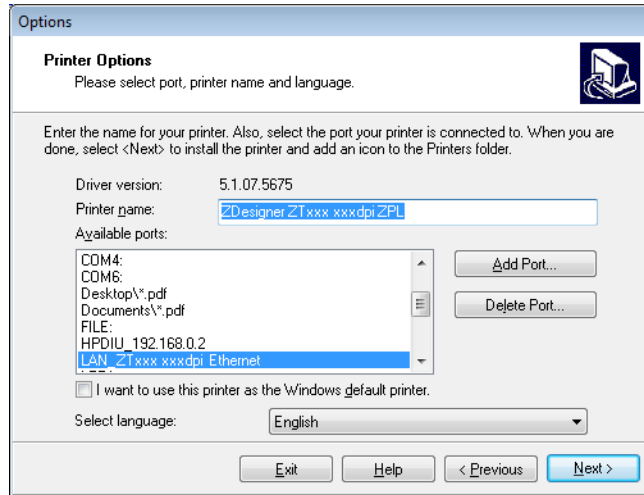 Options
Printer Options
Please select port, printer name and language.
Enter the name for your printer. Also, select the port your printer is connected to. When you are
done, select <Next> to install the printer and add an icon to the Printers folder.
Driver version: 5.1.07.5675
Printer name: ZDesigner ZTxxx xxxdpi ZPL
Available ports:
COM4:
COM6:
Desktop\*.pdf
Documents\*.pdf
FILE:
HPDIU_192.168.0.2
LAN_ZTxxx xxxdpi Ethernet
Add Port...
Delete Port...
I want to use this printer as the Windows default printer.
Select language: English
Exit Help < Previous Next >